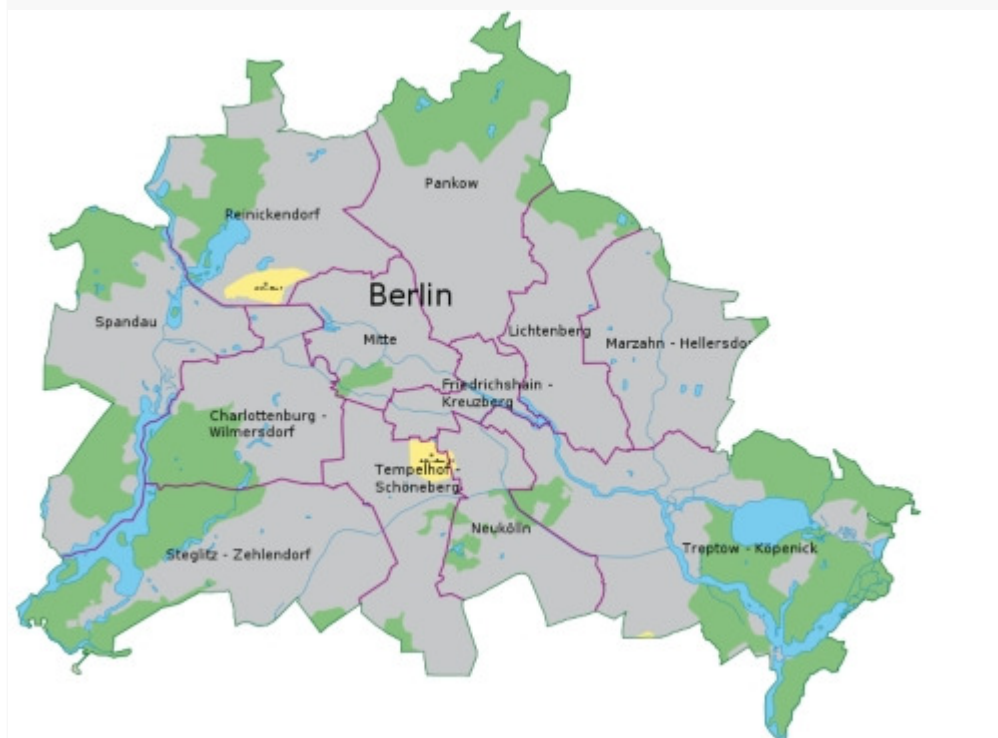 Pankow
Reinickendorf
Berlin
Spandau
Lichtenberg
Mitte
Marzahn - Hellersdo
Friedrichshain -
Kreuzberg
Charlottenburg -
Wilmersdorf
Tempelhof -
Schöneberg
Neukölln
Steglitz - Zehlendorf
Treptow - Köpenick